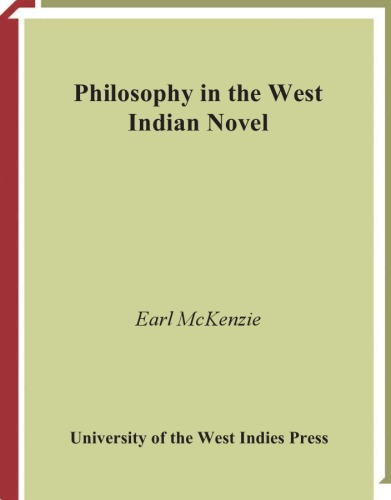 Philosophy in the West
Indian Novel
Earl McKenzie
University of the West Indies Press